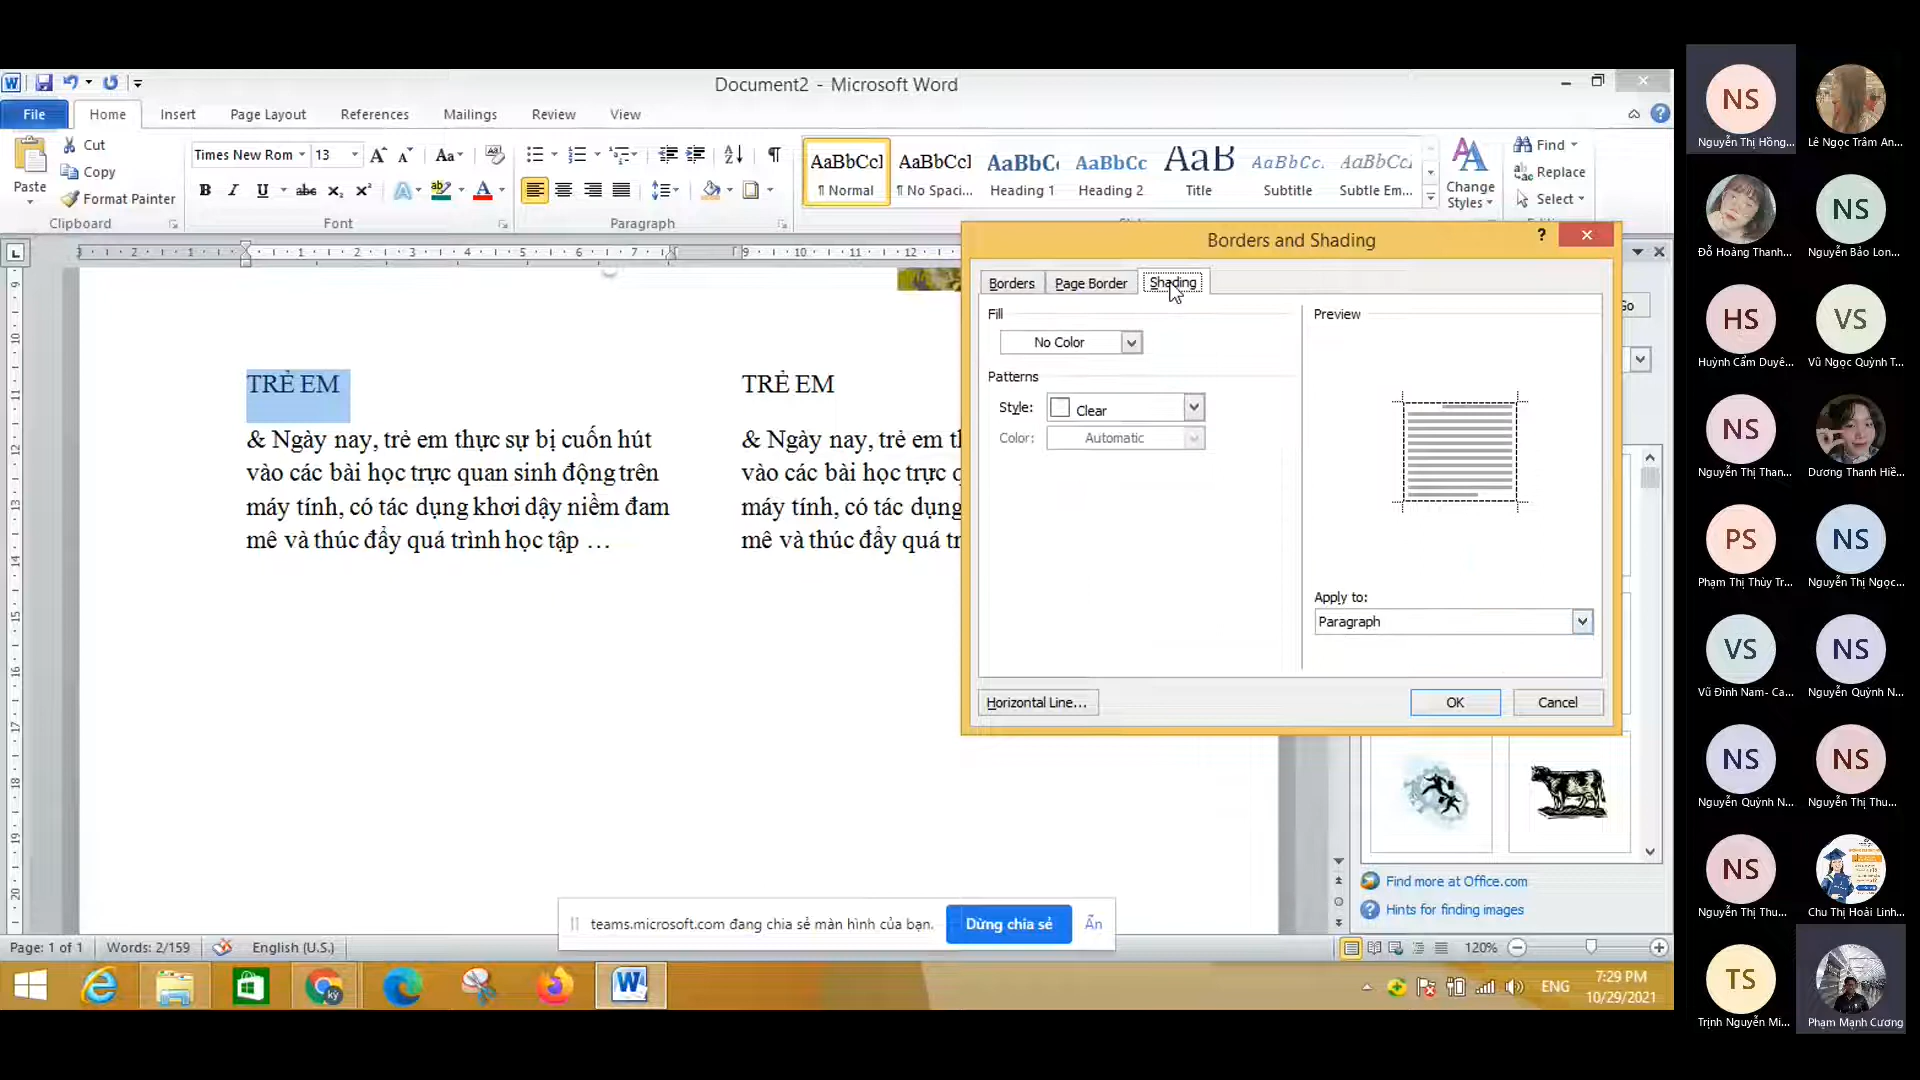 Document2 - Microsoft Word
File
Home
Insert
Page Layout
References
Mailings
Review
View
Paste
Cut
Copy
Format Painter
Clipboard
Times New Rom
13
Font
Paragraph
AaBbCcI
¶ Normal
AaBbCcI
¶ No Spaci...
AaBbC
Heading 1
AaBbCc
Heading 2
AaB
Title
AaBbCc.
Subtitle
AaBbCcI
Subtle Em...
Change
Styles
Find
Replace
Select
Borders and Shading
Borders
Page Border
Shading
Fill
No Color
Patterns
Style:
Clear
Color:
Automatic
Preview
Apply to:
Paragraph
Horizontal Line...
OK
Cancel
TRẺ EM
& Ngày nay, trẻ em thực sự bị cuốn hút
vào các bài học trực quan sinh động trên
máy tính, có tác dụng khơi dậy niềm đam
mê và thúc đẩy quá trình học tập …
TRẺ EM
& Ngày nay, trẻ em
vào các bài học trực
máy tính, có tác dụng
mê và thúc đẩy quá
Find more at Office.com
Hints for finding images
teams.microsoft.com đang chia sẻ màn hình của bạn.
Dừng chia sẻ
Ẩn
Page: 1 of 1
Words: 2/159
English (U.S.)
120%
ENG
7:29 PM
10/29/2021
NS
Nguyễn Thị Hồng...
Lê Ngọc Trâm An...
Đỗ Hoàng Thanh...
NS
Nguyễn Bảo Lon...
HS
Huỳnh Cẩm Duyê...
VS
Vũ Ngọc Quỳnh T...
NS
Nguyễn Thị Than...
Dương Thanh Hiề...
PS
Phạm Thị Thùy Tr...
NS
Nguyễn Thị Ngọc...
VS
Vũ Đình Nam- Ca...
NS
Nguyễn Quỳnh N...
NS
Nguyễn Quỳnh N...
NS
Nguyễn Thị Thu...
NS
Nguyễn Thị Thu...
Chu Thị Hoài Linh...
TS
Trịnh Nguyễn Mi...
Phạm Mạnh Cương